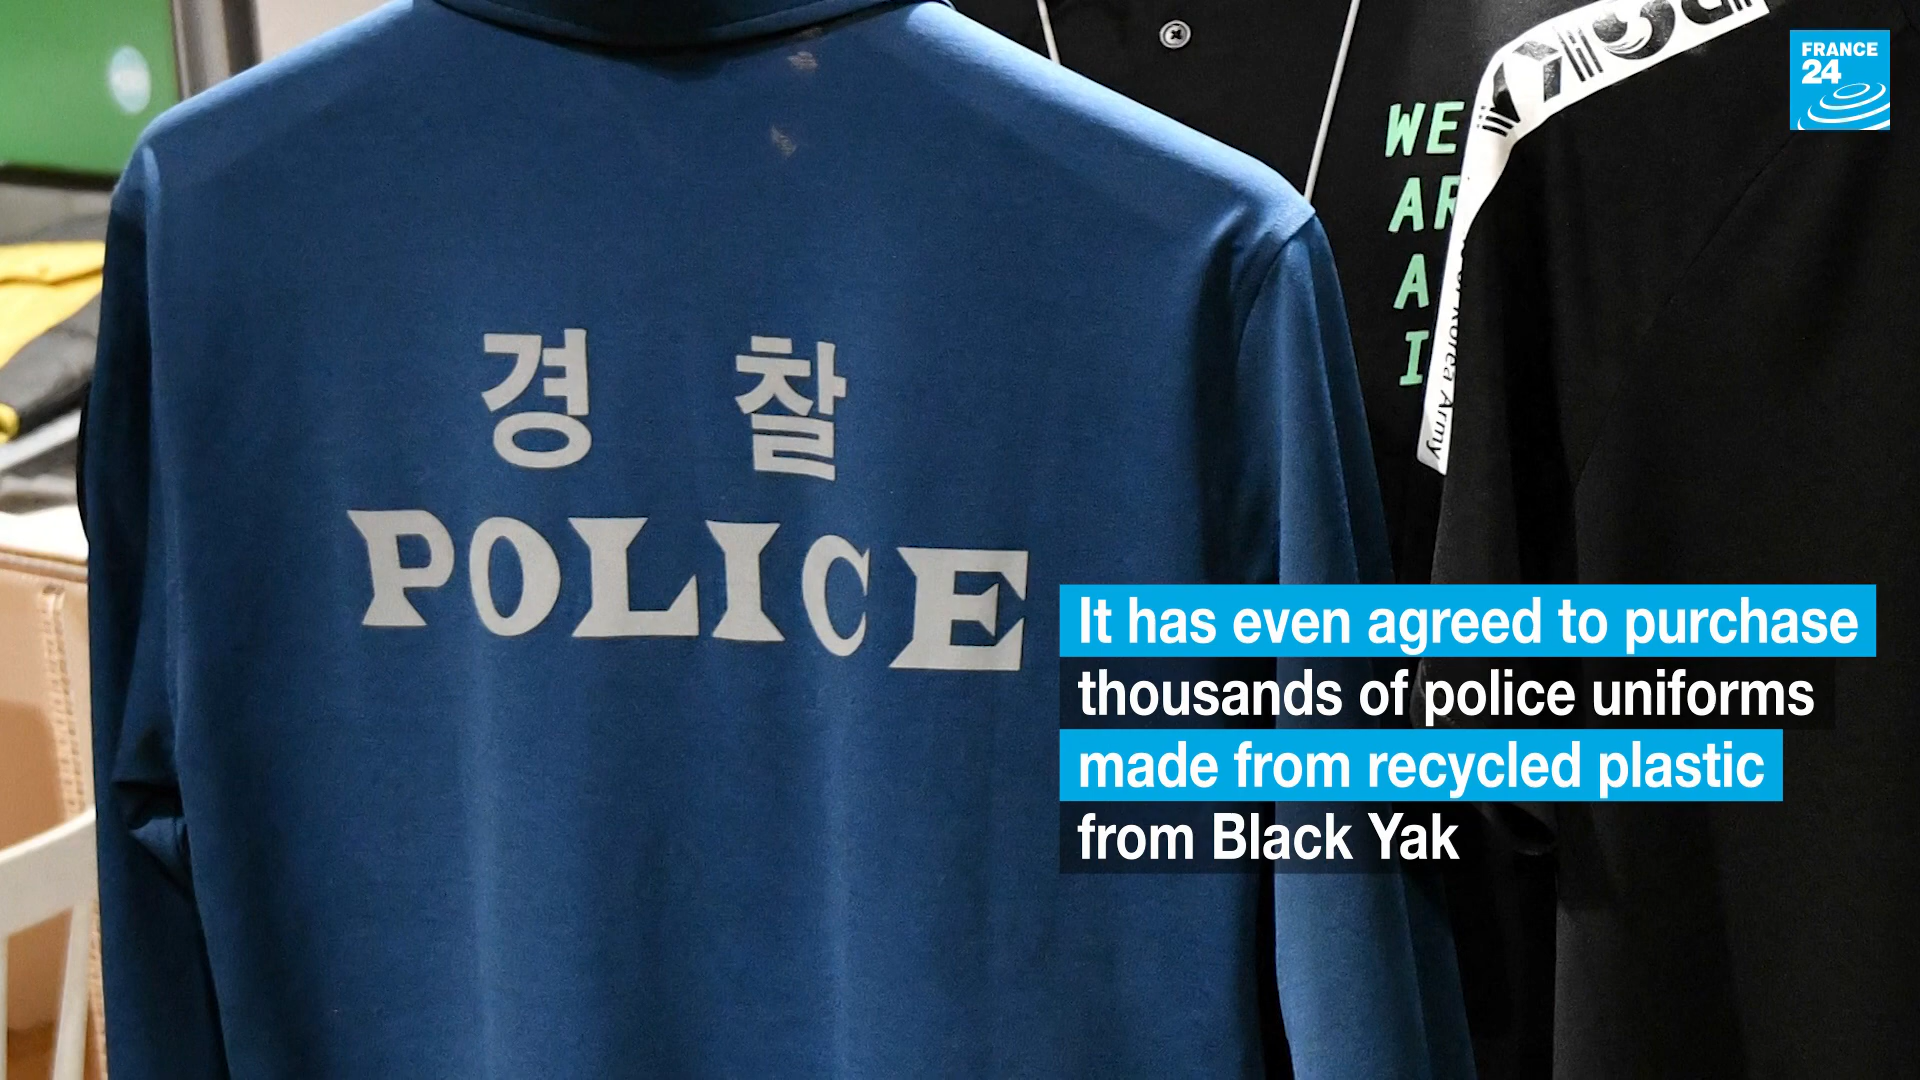 FRANCE
24
WE
AR
A
I
Korea Army
경 찰
POLICE
It has even agreed to purchase
thousands of police uniforms
made from recycled plastic
from Black Yak